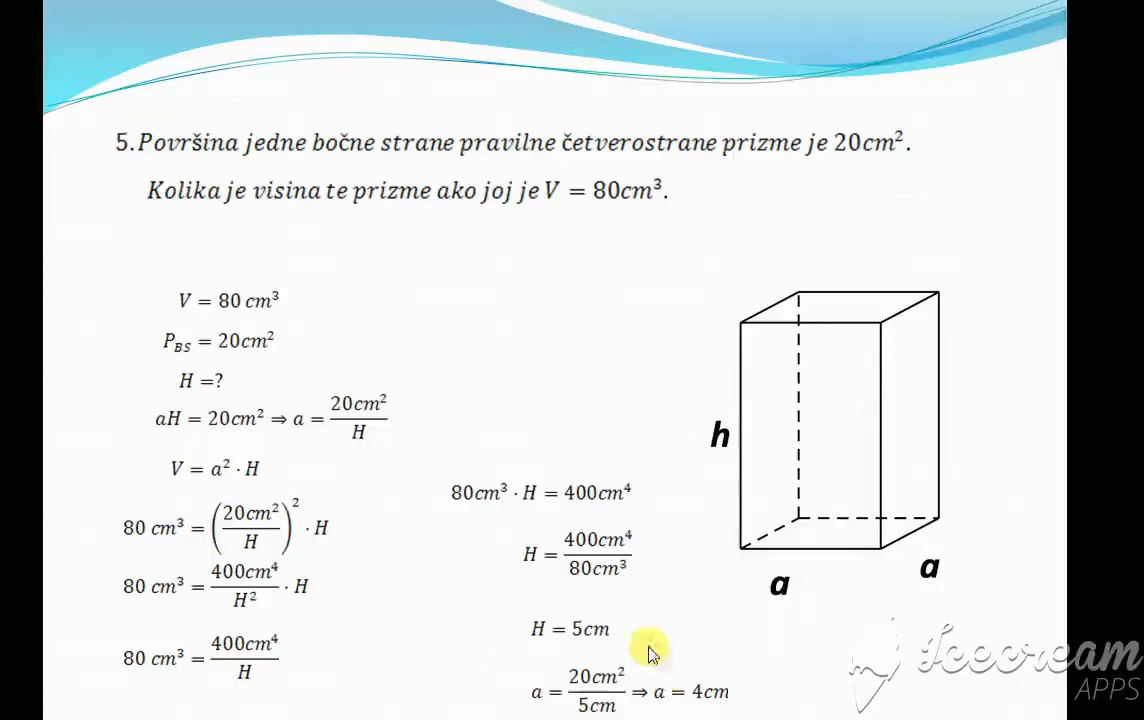 5. Površina jedne bočne strane pravilne četverostrane prizme je 20cm².
Kolika je visina te prizme ako joj je V = 80cm³.
V = 80 cm³
P_BS = 20cm²
H =?
aH = 20cm² ⇒ a = 20cm²/H
V = a² · H
80 cm³ = (20cm²/H)² · H
80 cm³ = 400cm⁴/H² · H
80 cm³ = 400cm⁴/H
80cm³ · H = 400cm⁴
H = 400cm⁴/80cm³
H = 5cm
a = 20cm²/5cm ⇒ a = 4cm
h
a
a
Icecream
APPS